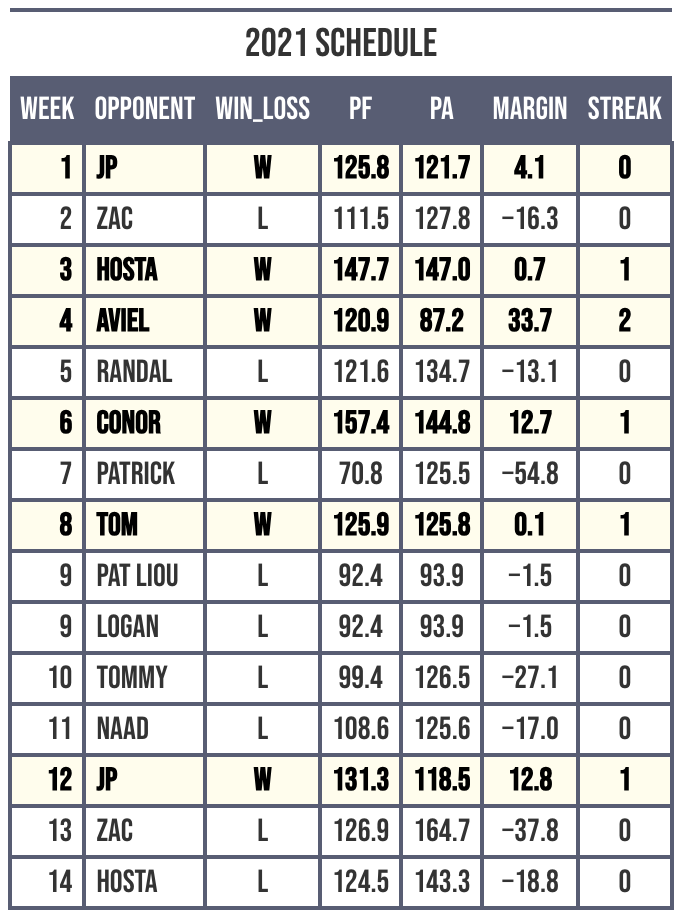 2021 SCHEDULE
WEEK OPPONENT WIN_LOSS PF PA MARGIN STREAK
1 JP W 125.8 121.7 4.1 0
2 ZAC L 111.5 127.8 −16.3 0
3 HOSTA W 147.7 147.0 0.7 1
4 AVIEL W 120.9 87.2 33.7 2
5 RANDAL L 121.6 134.7 −13.1 0
6 CONOR W 157.4 144.8 12.7 1
7 PATRICK L 70.8 125.5 −54.8 0
8 TOM W 125.9 125.8 0.1 1
9 PAT LIOU L 92.4 93.9 −1.5 0
9 LOGAN L 92.4 93.9 −1.5 0
10 TOMMY L 99.4 126.5 −27.1 0
11 NAAD L 108.6 125.6 −17.0 0
12 JP W 131.3 118.5 12.8 1
13 ZAC L 126.9 164.7 −37.8 0
14 HOSTA L 124.5 143.3 −18.8 0